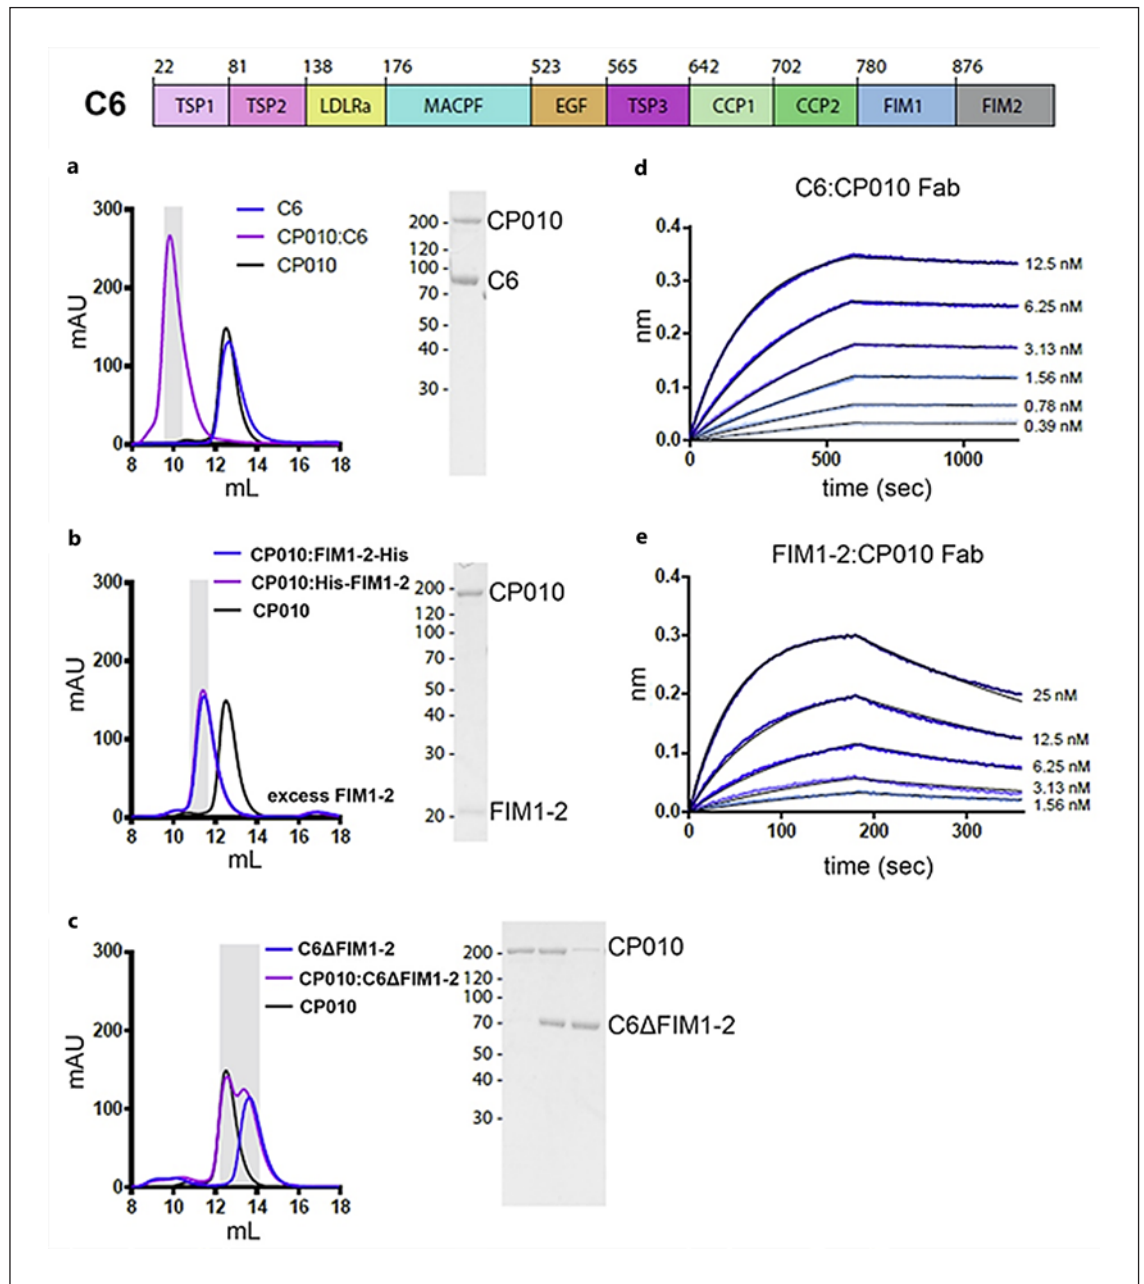 22 81 138 176 523 565 642 702 780 876
C6 TSP1 TSP2 LDLRa MACPF EGF TSP3 CCP1 CCP2 FIM1 FIM2
a
300
200
100
0
mAU
8 10 12 14 16 18
mL
C6
CP010:C6
CP010
200 - CP010
120 -
100 -
C6
70 -
50 -
40 -
30 -
d
C6:CP010 Fab
0.4
0.3
0.2
0.1
0.0
nm
12.5 nM
6.25 nM
3.13 nM
1.56 nM
0.78 nM
0.39 nM
0 500 1000
time (sec)
b
CP010:FIM1-2-His
CP010:His-FIM1-2
CP010
300
200
100
0
mAU
excess FIM1-2
8 10 12 14 16 18
mL
200 - CP010
120 -
100 -
70 -
50 -
40 -
30 -
20 - FIM1-2
e
FIM1-2:CP010 Fab
0.4
0.3
0.2
0.1
0.0
nm
25 nM
12.5 nM
6.25 nM
3.13 nM
1.56 nM
0 100 200 300
time (sec)
c
C6ΔFIM1-2
CP010:C6ΔFIM1-2
CP010
300
200
100
0
mAU
8 10 12 14 16 18
mL
200 - CP010
120 -
100 -
70 - C6ΔFIM1-2
50 -
40 -
30 -